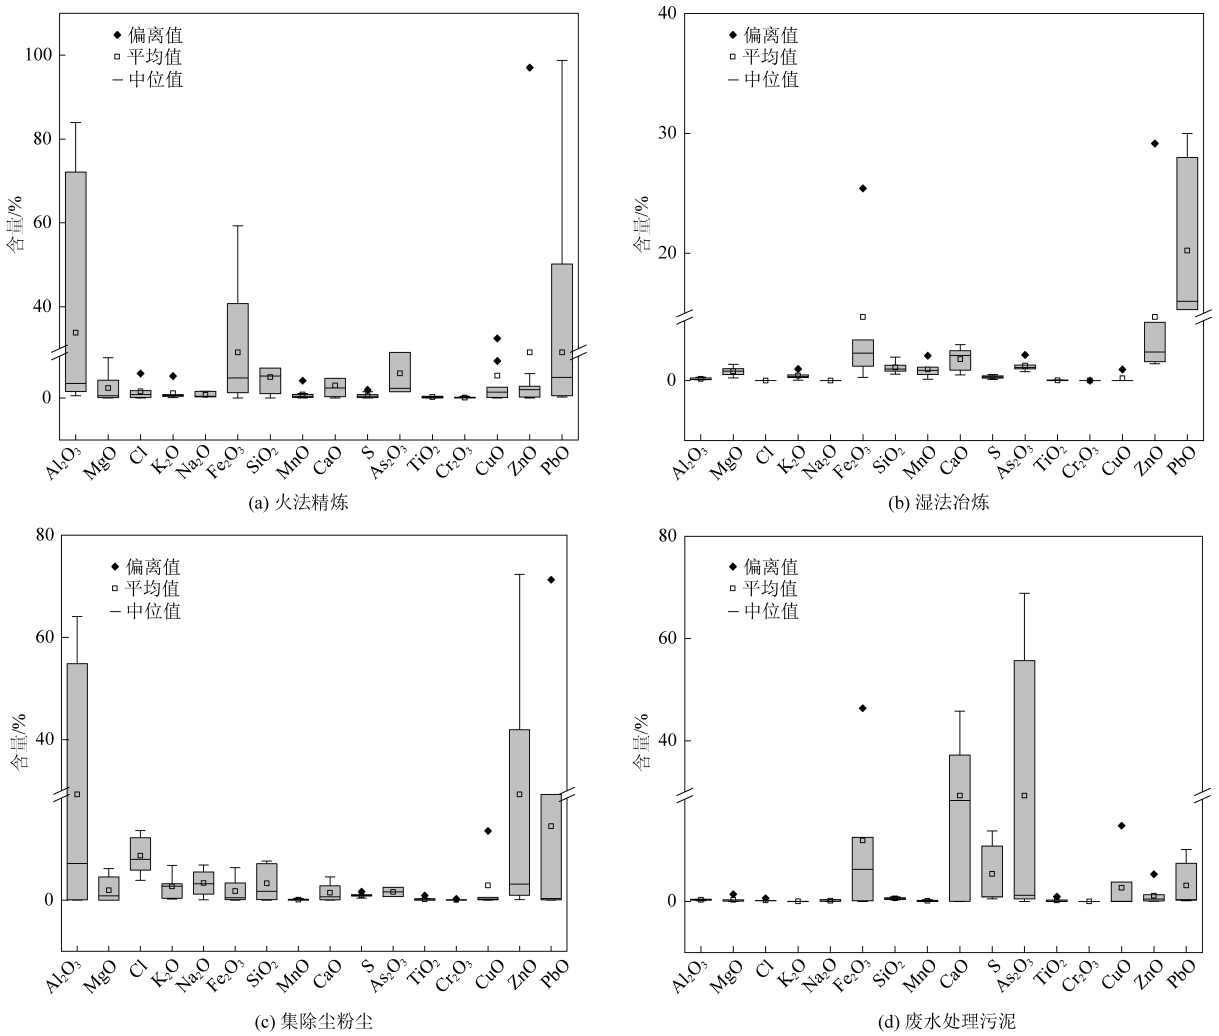 100
80
60
40
0
含量/%
◆ 偏离值
□ 平均值
— 中位值
Al₂O₃ MgO Cl K₂O Na₂O Fe₂O₃ SiO₂ MnO CaO S As₂O₃ TiO₂ Cr₂O₃ CuO ZnO PbO
(a) 火法精炼
40
30
20
0
含量/%
◆ 偏离值
□ 平均值
— 中位值
Al₂O₃ MgO Cl K₂O Na₂O Fe₂O₃ SiO₂ MnO CaO S As₂O₃ TiO₂ Cr₂O₃ CuO ZnO PbO
(b) 湿法冶炼
80
60
40
0
含量/%
◆ 偏离值
□ 平均值
— 中位值
Al₂O₃ MgO Cl K₂O Na₂O Fe₂O₃ SiO₂ MnO CaO S As₂O₃ TiO₂ Cr₂O₃ CuO ZnO PbO
(c) 集除尘粉尘
80
60
40
0
含量/%
◆ 偏离值
□ 平均值
— 中位值
Al₂O₃ MgO Cl K₂O Na₂O Fe₂O₃ SiO₂ MnO CaO S As₂O₃ TiO₂ Cr₂O₃ CuO ZnO PbO
(d) 废水处理污泥